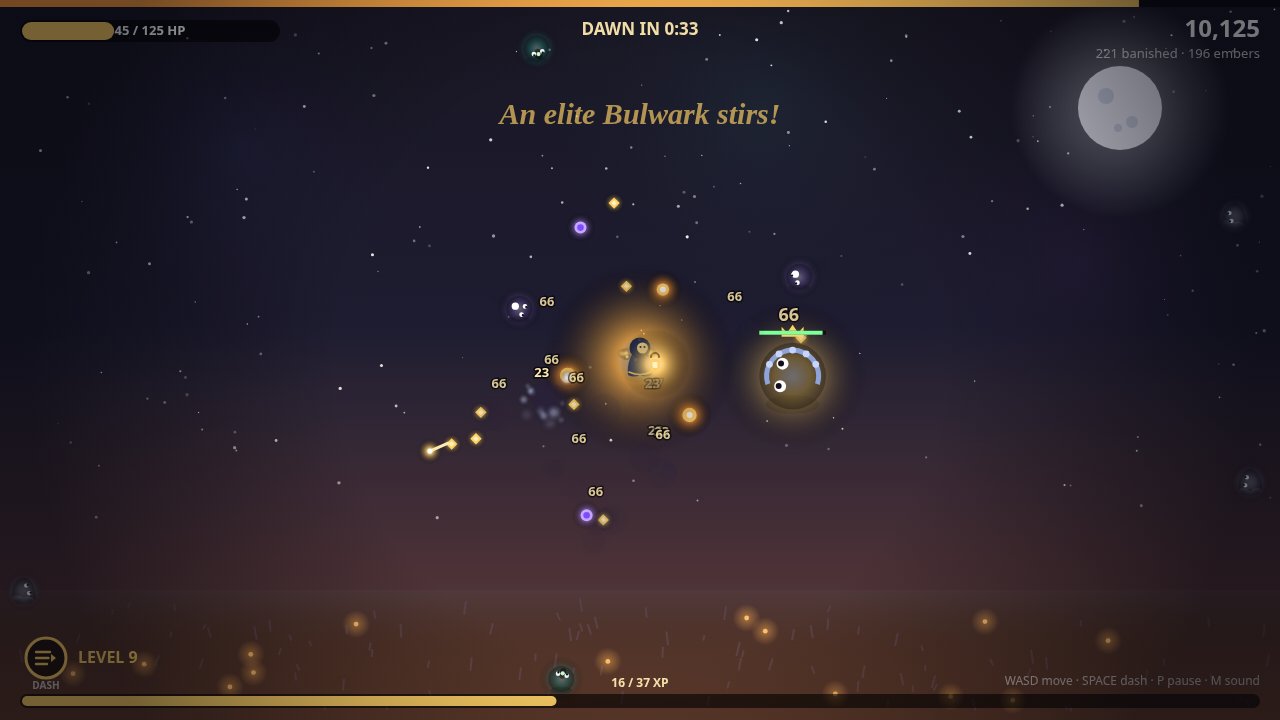 45 / 125 HP
DAWN IN 0:33
10,125
221 banished · 196 embers
An elite Bulwark stirs!
66
66
66
66
23
66
66
23
66
66
66
LEVEL 9
DASH
16 / 37 XP
WASD move · SPACE dash · P pause · M sound